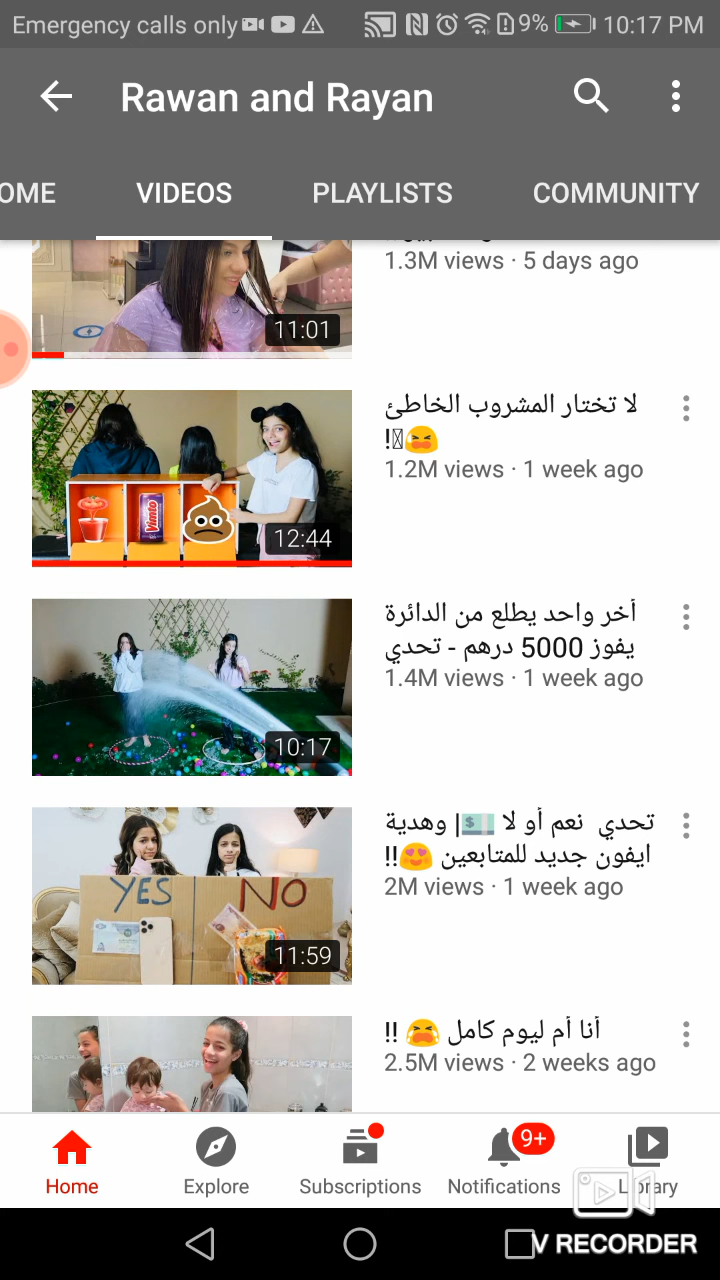 Emergency calls only
9%
10:17 PM
Rawan and Rayan
OME
VIDEOS
PLAYLISTS
COMMUNITY
11:01
1.3M views · 5 days ago
لا تختار المشروب الخاطئ
😫!
1.2M views · 1 week ago
Vimto
12:44
أخر واحد يطلع من الدائرة
يفوز 5000 درهم - تحدي
1.4M views · 1 week ago
10:17
تحدي نعم أو لا 💵| وهدية
ايفون جديد للمتابعين 😍!!
2M views · 1 week ago
YES
NO
11:59
أنا أم ليوم كامل 😭 !!
2.5M views · 2 weeks ago
Home
Explore
Subscriptions
9+
Notifications
Library
V RECORDER